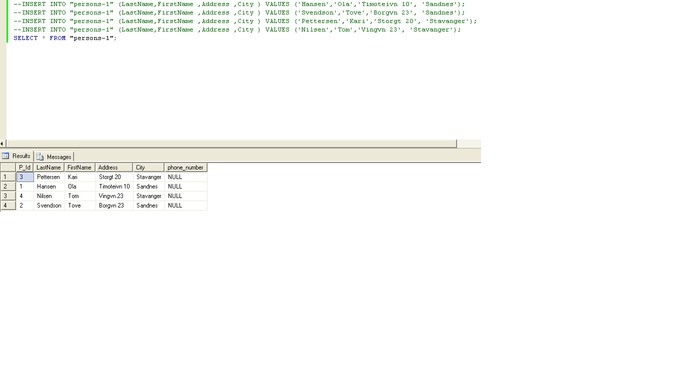 --INSERT INTO "persons-1" (LastName,FirstName ,Address ,City ) VALUES ('Hansen','Ola','Timoteivn 10', 'Sandnes');
--INSERT INTO "persons-1" (LastName,FirstName ,Address ,City ) VALUES ('Svendson','Tove','Borgvn 23', 'Sandnes');
--INSERT INTO "persons-1" (LastName,FirstName ,Address ,City ) VALUES ('Pettersen','Kari','Storgt 20', 'Stavanger');
--INSERT INTO "persons-1" (LastName,FirstName ,Address ,City ) VALUES ('Nilsen','Tom','Vingvn 23', 'Stavanger');
SELECT * FROM "persons-1";
Results Messages
P_Id LastName FirstName Address City phone_number
1 3 Pettersen Kari Storgt 20 Stavanger NULL
2 1 Hansen Ola Timoteivn 10 Sandnes NULL
3 4 Nilsen Tom Vingvn 23 Stavanger NULL
4 2 Svendson Tove Borgvn 23 Sandnes NULL